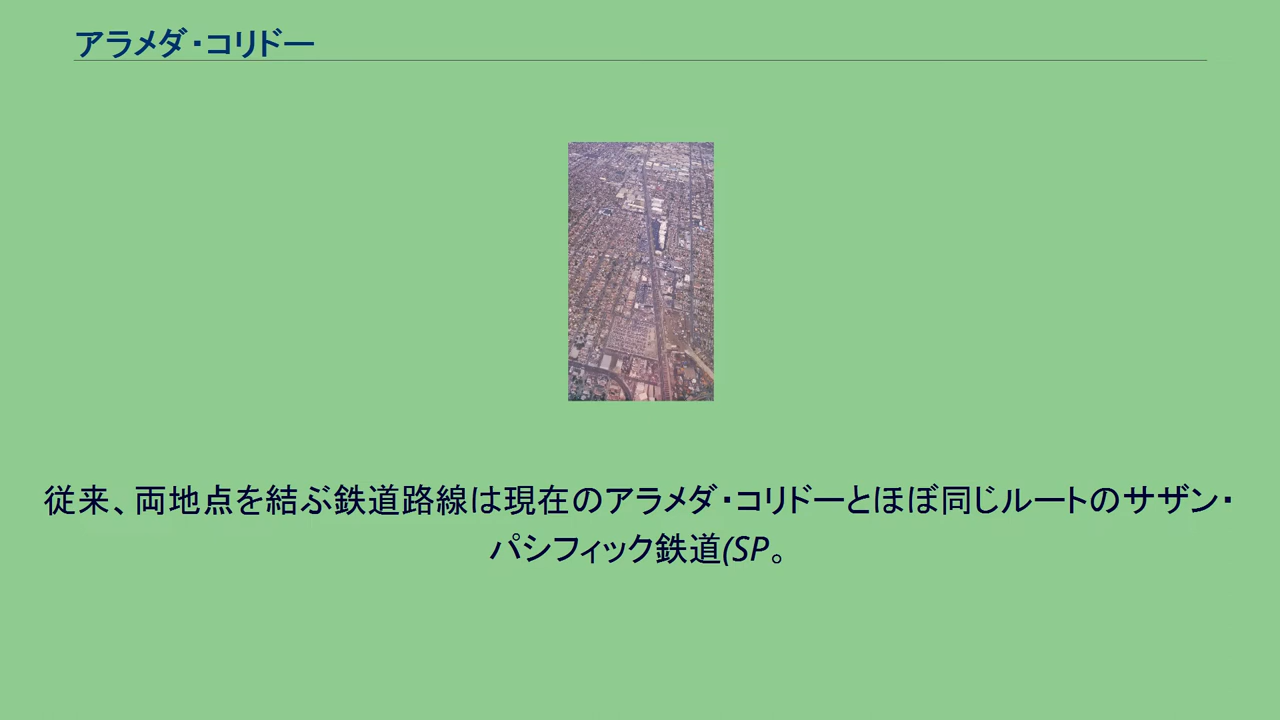 アラメダ・コリドー
従来、両地点を結ぶ鉄道路線は現在のアラメダ・コリドーとほぼ同じルートのサザン・
パシフィック鉄道(SP。